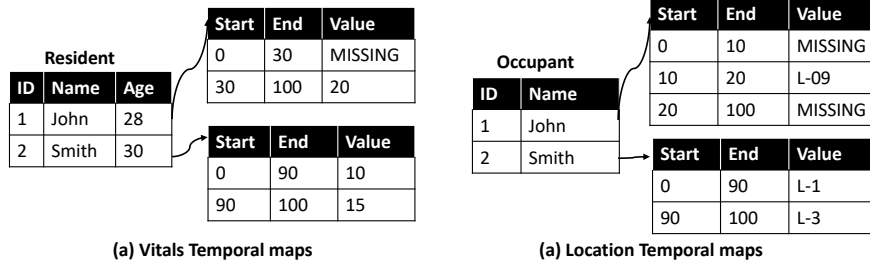 Resident
ID Name Age
1 John 28
2 Smith 30
Start End Value
0 30 MISSING
30 100 20
Start End Value
0 90 10
90 100 15
(a) Vitals Temporal maps
Occupant
ID Name
1 John
2 Smith
Start End Value
0 10 MISSING
10 20 L-09
20 100 MISSING
Start End Value
0 90 L-1
90 100 L-3
(a) Location Temporal maps